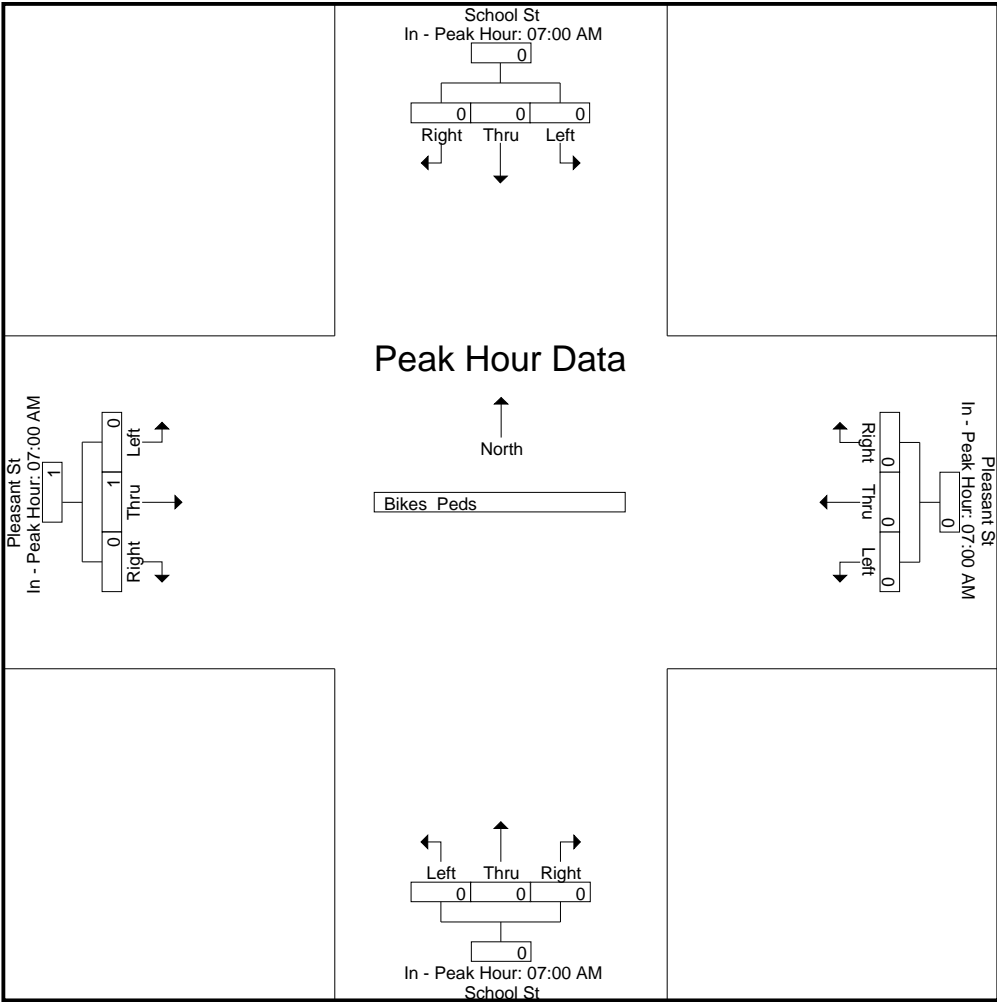 School St
In - Peak Hour: 07:00 AM
0
0 0 0
Right Thru Left
Peak Hour Data
North
Bikes Peds
Pleasant St
In - Peak Hour: 07:00 AM
1
0 1 0
Left Thru Right
Pleasant St
In - Peak Hour: 07:00 AM
0
0 0 0
Right Thru Left
Left Thru Right
0 0 0
0
In - Peak Hour: 07:00 AM
School St